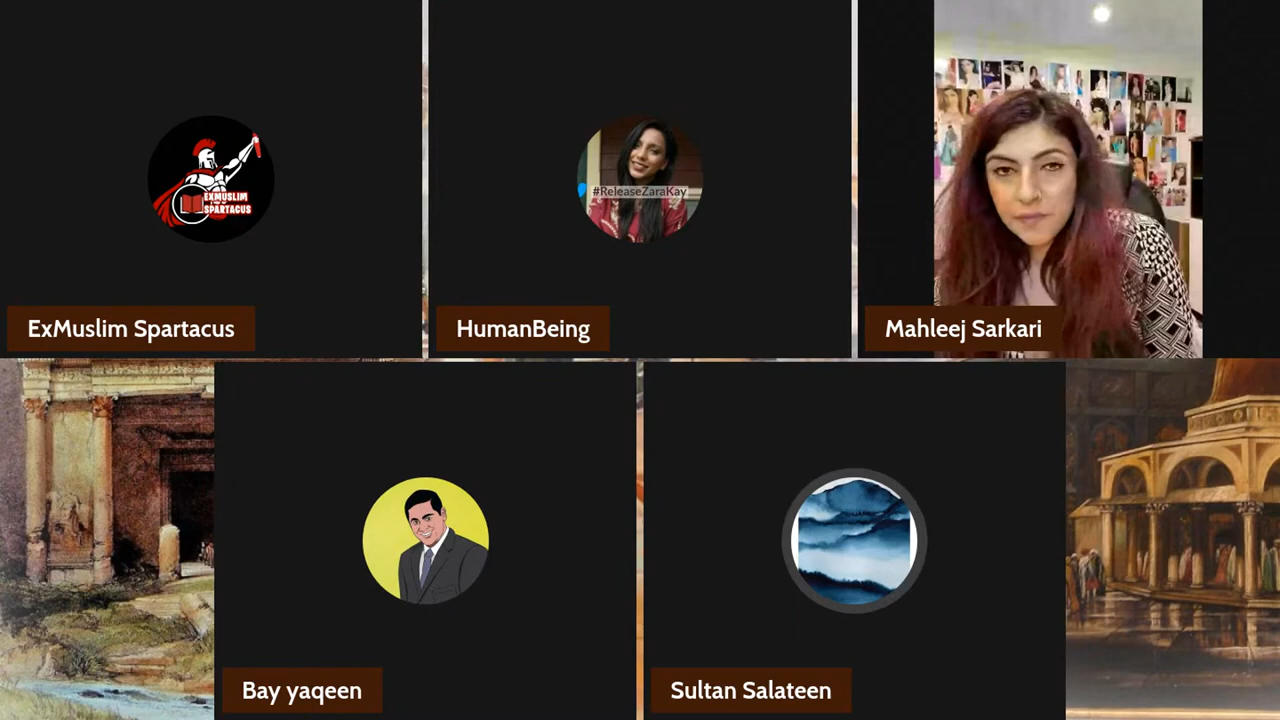 EXMUSLIM
SPARTACUS
#ReleaseZaraKay
ExMuslim Spartacus
HumanBeing
Mahleej Sarkari
Bay yaqeen
Sultan Salateen